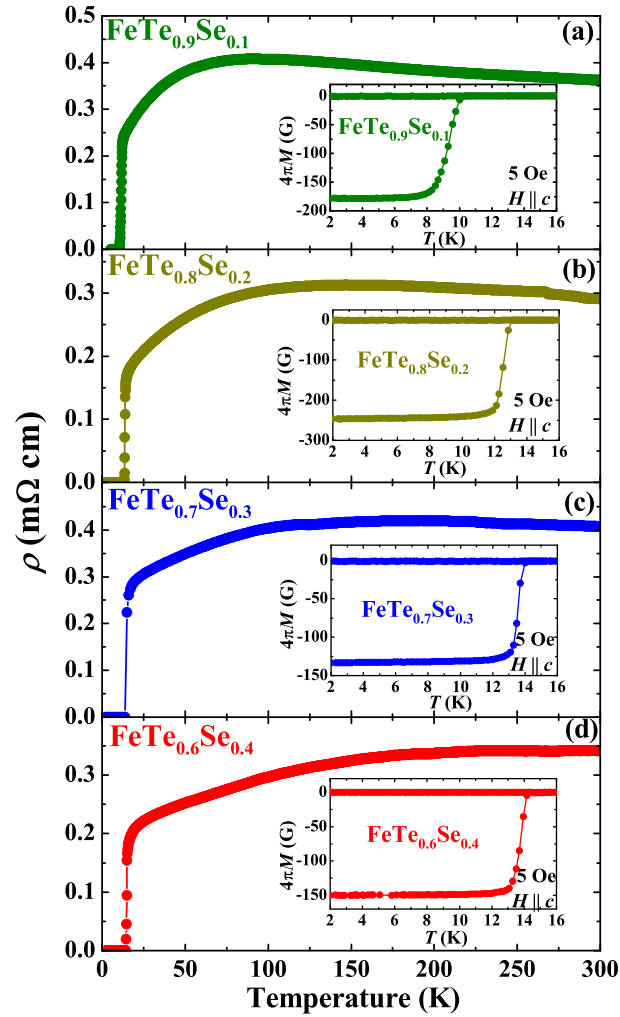 FeTe0.9Se0.1
(a)
0.5
0.4
0.3
0.2
0.1
0.0
FeTe0.9Se0.1
5 Oe
H || c
4πM (G)
0
-50
-100
-150
-200
2 4 6 8 10 12 14 16
T (K)
FeTe0.8Se0.2
(b)
0.3
0.2
0.1
0.0
FeTe0.8Se0.2
5 Oe
H || c
4πM (G)
0
-100
-200
-300
2 4 6 8 10 12 14 16
T (K)
ρ (mΩ cm)
FeTe0.7Se0.3
(c)
0.4
0.3
0.2
0.1
0.0
FeTe0.7Se0.3
5 Oe
H || c
4πM (G)
0
-50
-100
-150
2 4 6 8 10 12 14 16
T (K)
FeTe0.6Se0.4
(d)
0.3
0.2
0.1
0.0
FeTe0.6Se0.4
5 Oe
H || c
4πM (G)
0
-50
-100
-150
2 4 6 8 10 12 14 16
T (K)
0 50 100 150 200 250 300
Temperature (K)